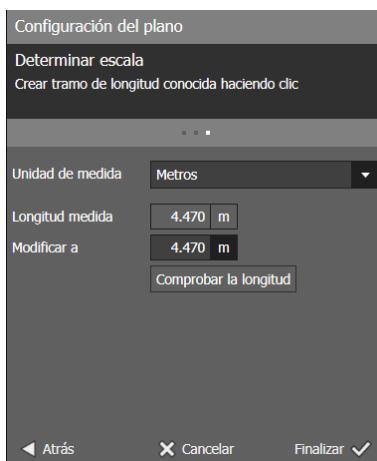 Configuración del plano
Determinar escala
Crear tramo de longitud conocida haciendo clic
Unidad de medida Metros
Longitud medida 4.470 m
Modificar a 4.470 m
Comprobar la longitud
Atrás Cancelar Finalizar